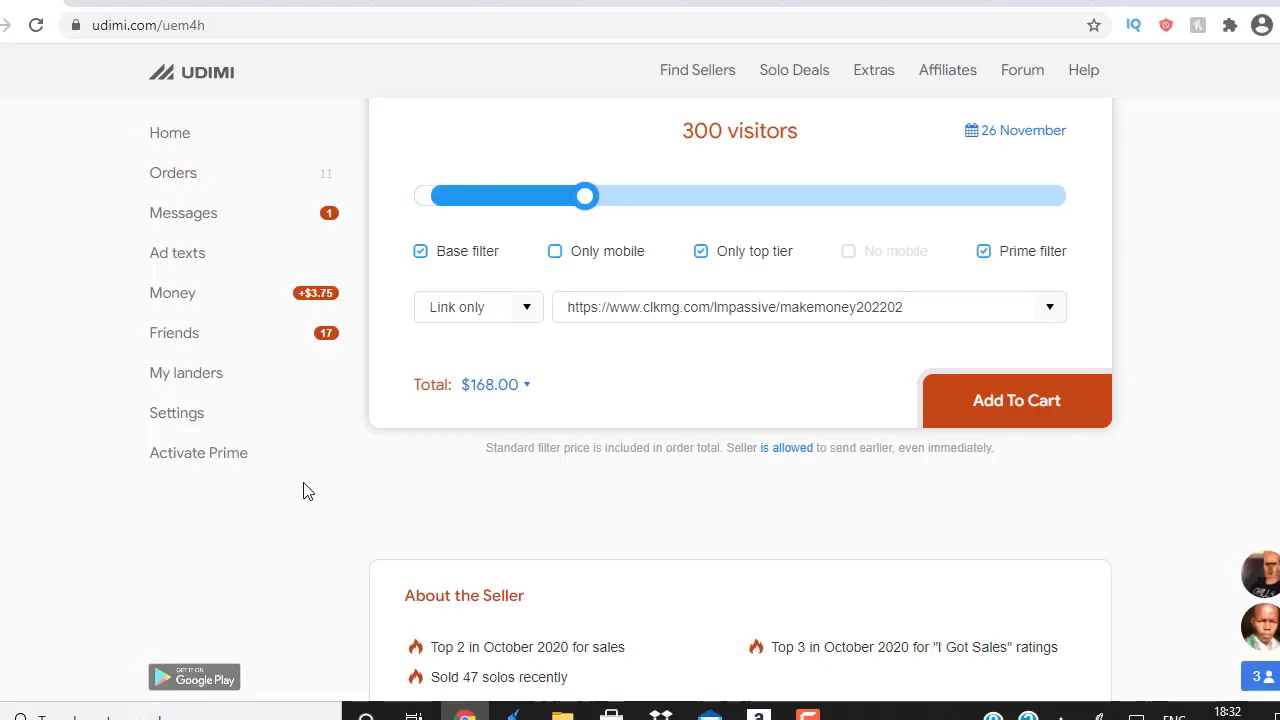 udimi.com/uem4h
IQ
UDIMI
Find Sellers Solo Deals Extras Affiliates Forum Help
Home
Orders 11
Messages 1
Ad texts
Money +$3.75
Friends 17
My landers
Settings
Activate Prime
300 visitors 26 November
Base filter Only mobile Only top tier No mobile Prime filter
Link only https://www.clkmg.com/Impassive/makemoney202202
Total: $168.00
Add To Cart
Standard filter price is included in order total. Seller is allowed to send earlier, even immediately.
About the Seller
Top 2 in October 2020 for sales Top 3 in October 2020 for "I Got Sales" ratings
Sold 47 solos recently
GET IT ON
Google Play
3
18:32